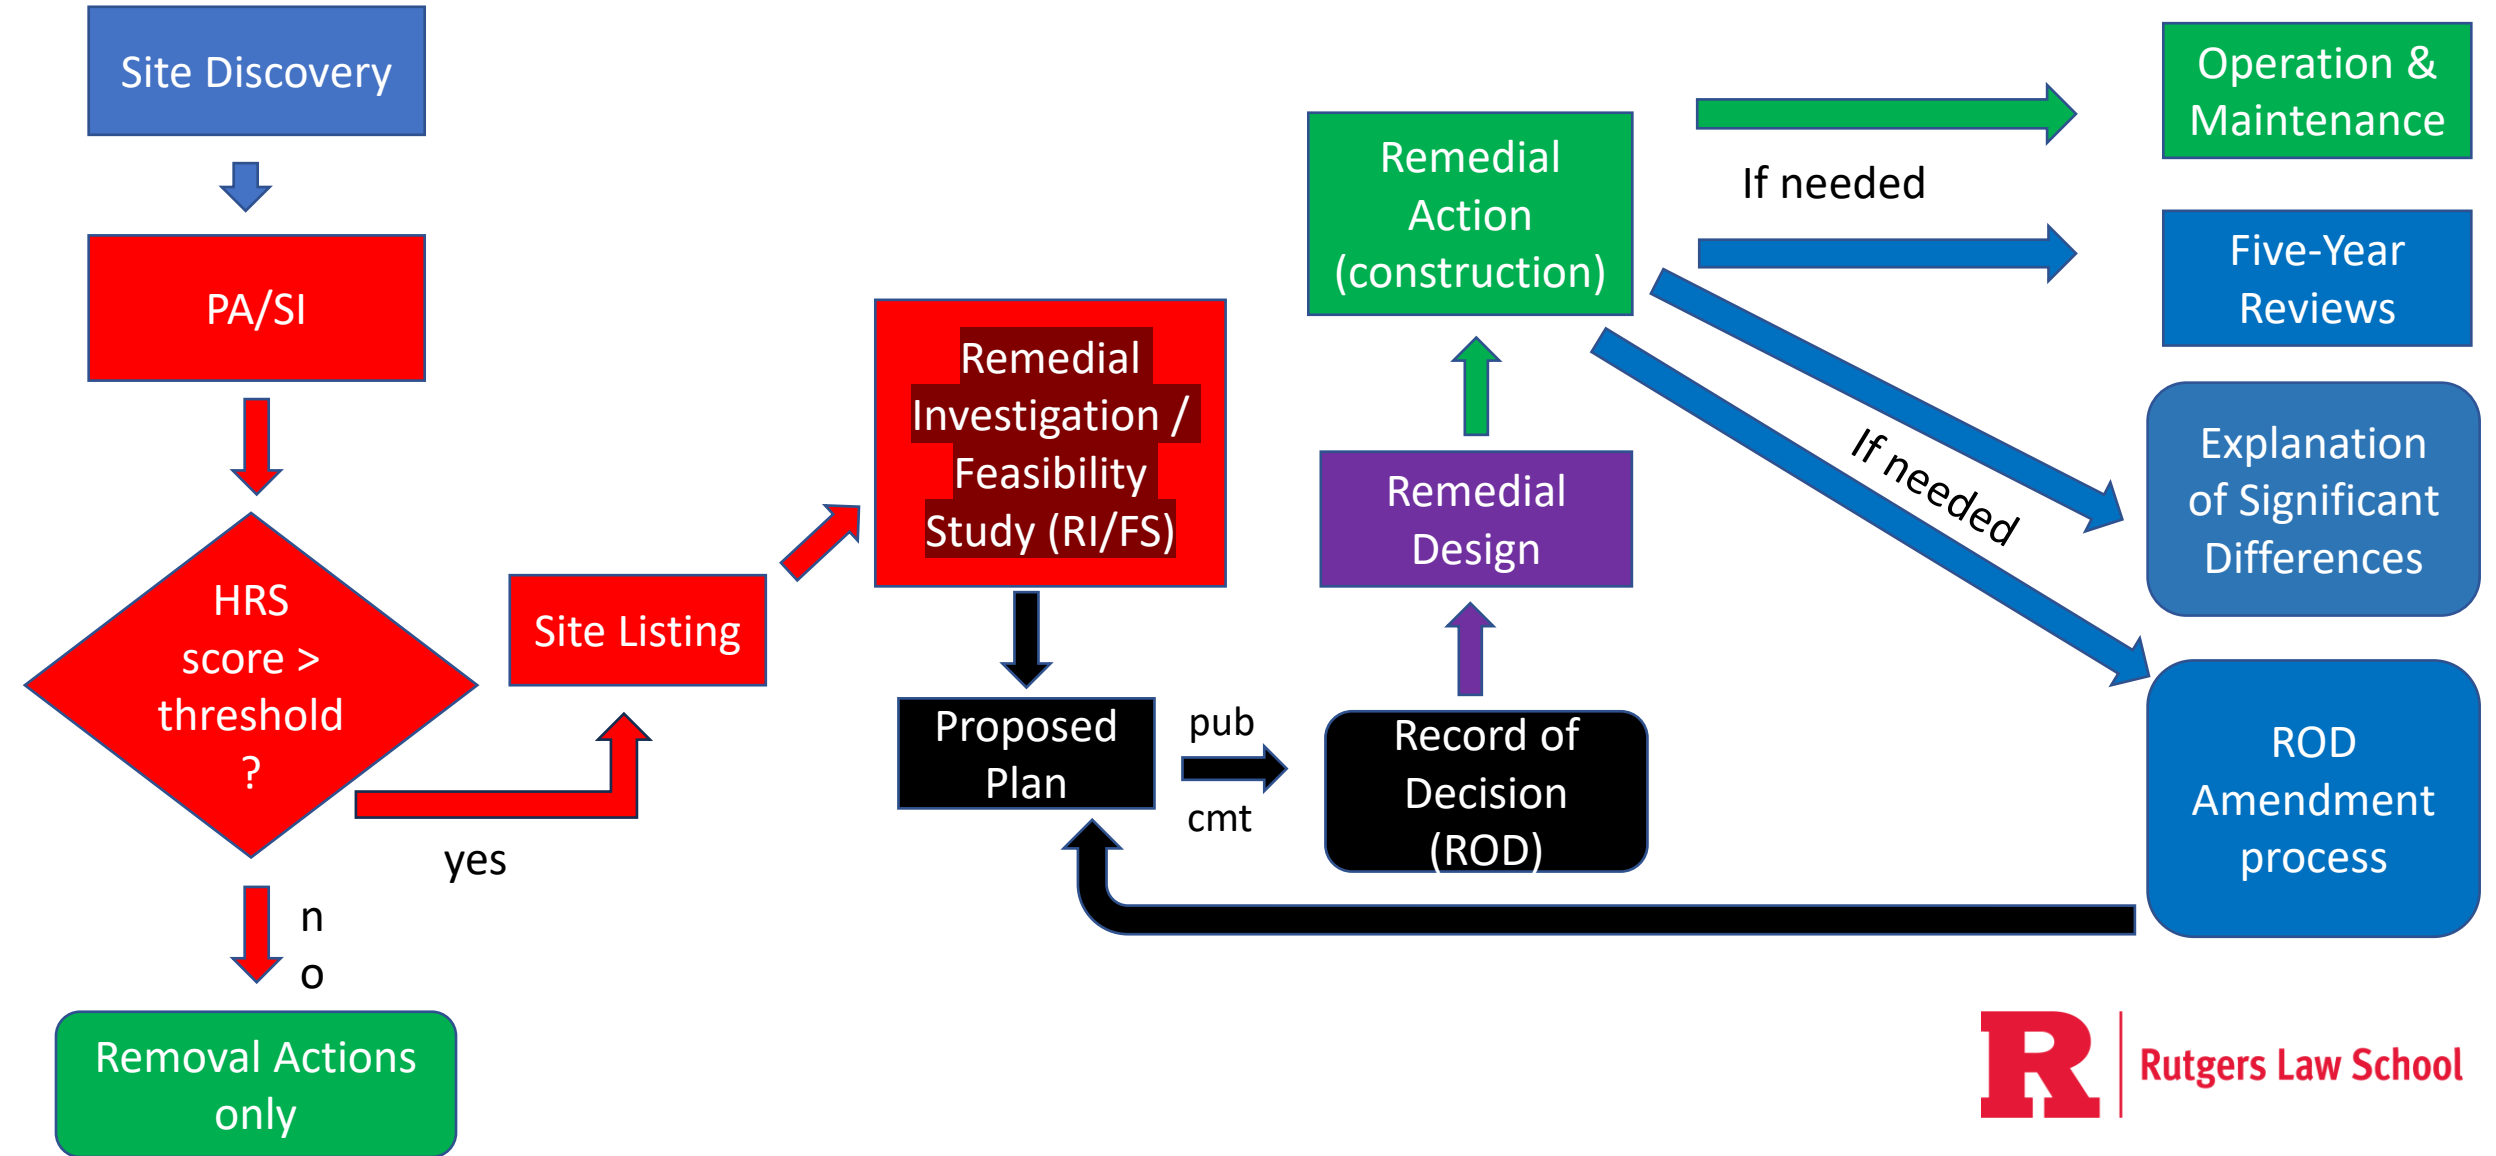 Site Discovery
PA/SI
HRS
score >
threshold
?
yes
n
o
Removal Actions
only
Site Listing
Remedial
Investigation /
Feasibility
Study (RI/FS)
Proposed
Plan
pub
cmt
Record of
Decision
(ROD)
Remedial
Design
Remedial
Action
(construction)
If needed
If needed
Operation &
Maintenance
Five-Year
Reviews
Explanation
of Significant
Differences
ROD
Amendment
process
R
Rutgers Law School